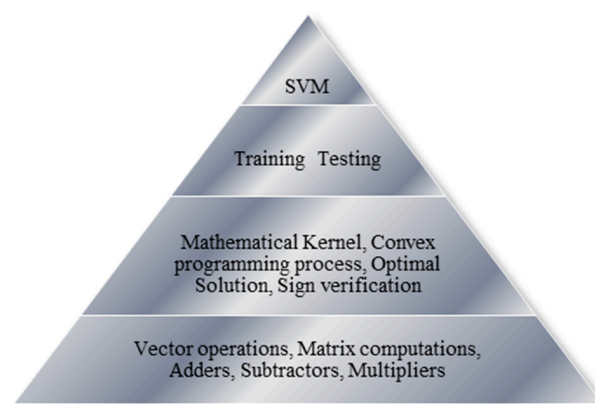 SVM
Training Testing
Mathematical Kernel, Convex
programming process, Optimal
Solution, Sign verification
Vector operations, Matrix computations,
Adders, Subtractors, Multipliers